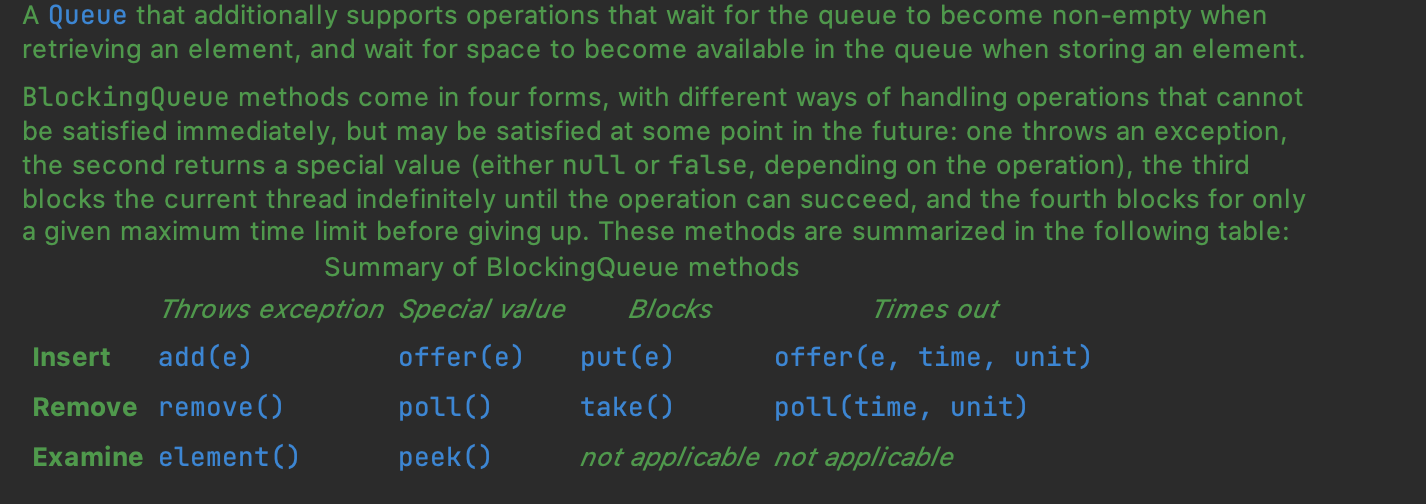 A Queue that additionally supports operations that wait for the queue to become non-empty when
retrieving an element, and wait for space to become available in the queue when storing an element.
BlockingQueue methods come in four forms, with different ways of handling operations that cannot
be satisfied immediately, but may be satisfied at some point in the future: one throws an exception,
the second returns a special value (either null or false, depending on the operation), the third
blocks the current thread indefinitely until the operation can succeed, and the fourth blocks for only
a given maximum time limit before giving up. These methods are summarized in the following table:
Summary of BlockingQueue methods
Throws exception Special value Blocks Times out
Insert add(e) offer(e) put(e) offer(e, time, unit)
Remove remove() poll() take() poll(time, unit)
Examine element() peek() not applicable not applicable